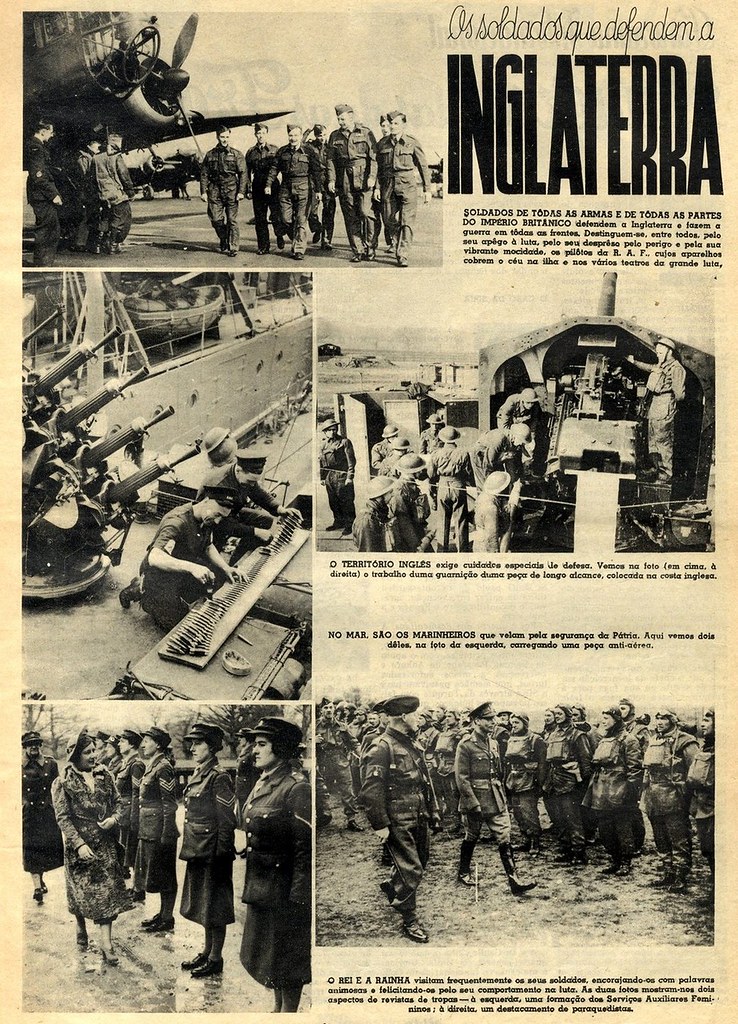 Os soldados que defendem a
INGLATERRA
SOLDADOS DE TÔDAS AS ARMAS E DE TÔDAS AS PARTES
DO IMPÉRIO BRITÂNICO defendem a Inglaterra e fazem a
guerra em tôdas as frentes. Destinguem-se, entre todos, pelo
seu apêgo à luta, pelo seu desprêso pelo perigo e pela sua
vibrante mocidade, os pilôtos da R. A. F., cujos aparelhos
cobrem o céu na ilha e nos vários teatros da grande luta,
O TERRITÓRIO INGLÊS exige cuidados especiais de defesa. Vemos na foto (em cima, à
direita) o trabalho duma guarnição duma peça de longo alcance, colocada na costa inglesa.
NO MAR, SÃO OS MARINHEIROS que velam pela segurança da Pátria. Aqui vemos dois
dêles, na foto da esquerda, carregando uma peça anti-aérea.
O REI E A RAINHA visitam frequentemente os seus soldados, encorajando-os com palavras
animosas e felicitando-os pelo seu comportamento na luta. As duas fotos mostram-nos dois
aspectos de revistas de tropas — à esquerda, uma formação dos Serviços Auxiliares Femi-
ninos; à direita, um destacamento de paraquedistas.